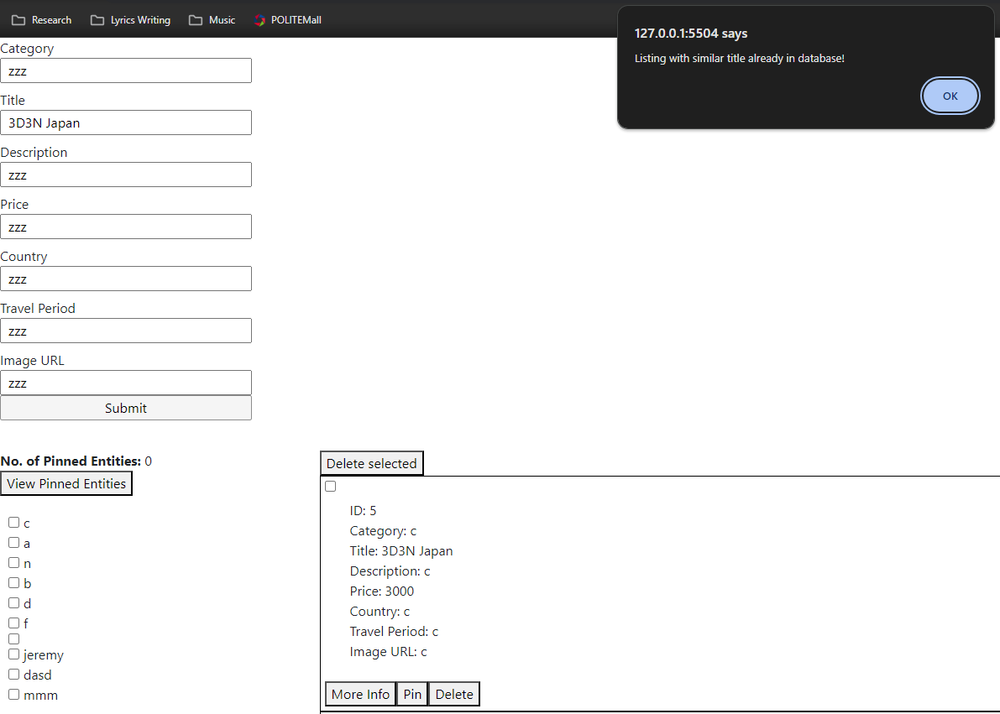 Research Lyrics Writing Music POLITEMall
127.0.0.1:5504 says
Listing with similar title already in database!
OK
Category
zzz
Title
3D3N Japan
Description
zzz
Price
zzz
Country
zzz
Travel Period
zzz
Image URL
zzz
Submit
No. of Pinned Entities: 0
View Pinned Entities
c
a
n
b
d
f
jeremy
dasd
mmm
Delete selected
ID: 5
Category: c
Title: 3D3N Japan
Description: c
Price: 3000
Country: c
Travel Period: c
Image URL: c
More Info Pin Delete